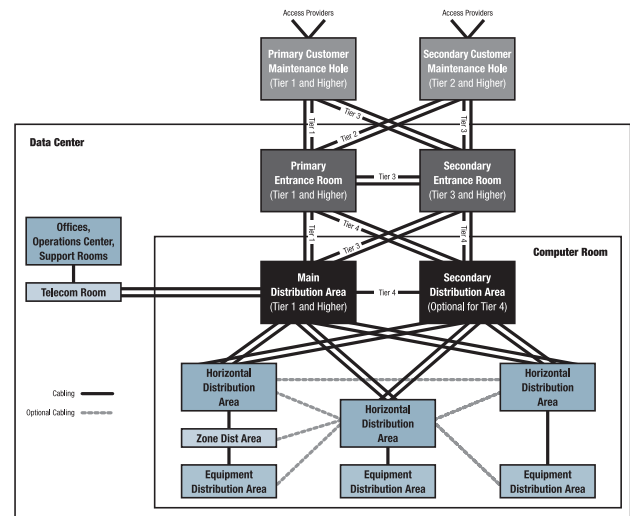 Access Providers
Access Providers
Primary Customer
Maintenance Hole
(Tier 1 and Higher)
Secondary Customer
Maintenance Hole
(Tier 2 and Higher)
Tier 1
Tier 3
Tier 2
Tier 3
Data Center
Primary
Entrance Room
(Tier 1 and Higher)
Tier 3
Secondary
Entrance Room
(Tier 3 and Higher)
Tier 1
Tier 4
Tier 3
Tier 4
Offices,
Operations Center,
Support Rooms
Computer Room
Telecom Room
Main
Distribution Area
(Tier 1 and Higher)
Tier 4
Secondary
Distribution Area
(Optional for Tier 4)
Horizontal
Distribution
Area
Horizontal
Distribution
Area
Horizontal
Distribution
Area
Cabling
Optional Cabling
Zone Dist Area
Equipment
Distribution Area
Equipment
Distribution Area
Equipment
Distribution Area